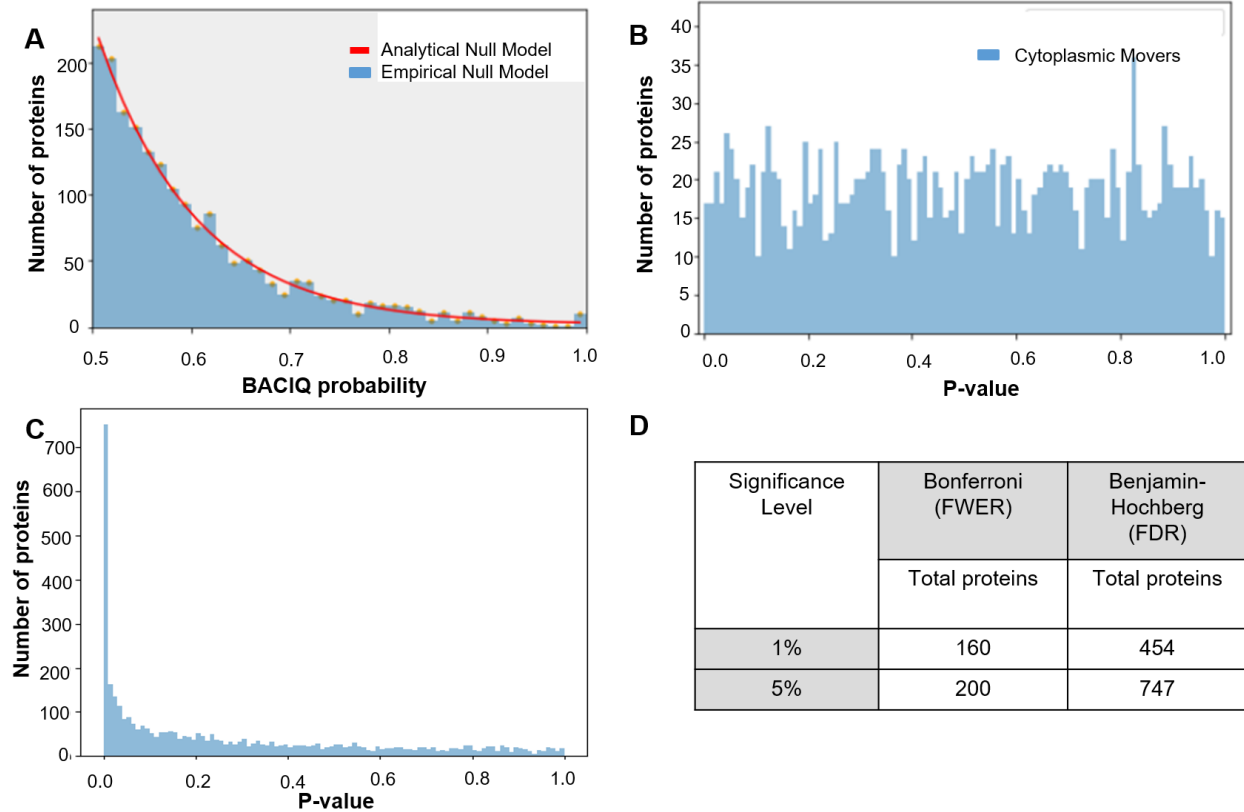 A
Number of proteins
200
150
100
50
0
0.5
0.6
0.7
0.8
0.9
1.0
BACIQ probability
Analytical Null Model
Empirical Null Model
B
Number of proteins
40
35
30
25
20
15
10
5
0
0.0
0.2
0.4
0.6
0.8
1.0
P-value
Cytoplasmic Movers
C
Number of proteins
700
600
500
400
300
200
100
0
0.0
0.2
0.4
0.6
0.8
1.0
P-value
D
Significance
Level
Bonferroni
(FWER)
Benjamin-
Hochberg
(FDR)
Total proteins
Total proteins
1%
160
454
5%
200
747